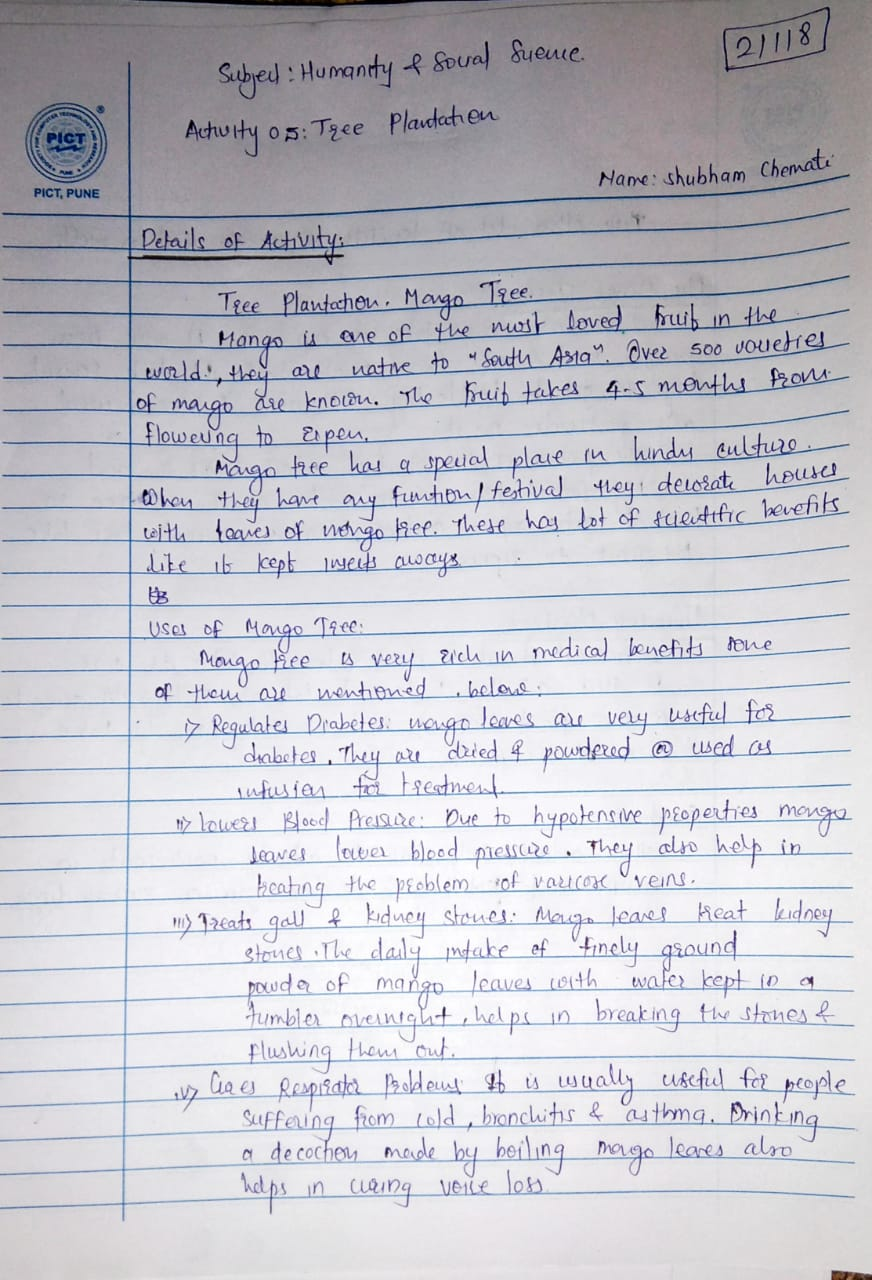 21118
Subject: Humanity & Social Science.
Activity 05: Tree Plantation
PICT
PICT, PUNE
Name: Shubham Chemate
Details of Activity:
Tree Plantation. Mango Tree.
Mango is one of the most loved fruit in the
world, they are native to "South Asia". Over 500 varieties
of mango are known. The fruit takes 4-5 months from
flowering to ripen.
Mango tree has a special place in hindu culture.
When they have any function/festival they decorate houses
with leaves of mango tree. These has lot of scientific benefits
like it kept insects aways
Uses of Mango Tree:
Mango tree is very rich in medical benefits some
of them are mentioned below:
i> Regulates Diabetes: mango leaves are very useful for
diabetes. They are dried & powdered @ used as
infusion for treatment.
ii> Lowers Blood Pressure: Due to hypotensive properties mango
leaves lower blood pressure. They also help in
treating the problem of varicose veins.
iii) Treats gall & kidney stones: Mango leaves treat kidney
stones. The daily intake of finely ground
powder of mango leaves with water kept in a
tumbler overnight, helps in breaking the stones &
flushing them out.
iv> Cures Respirator Problems It is usually useful for people
suffering from cold, bronchitis & asthma. Drinking
a decoction made by boiling mango leaves also
helps in curing voice loss.